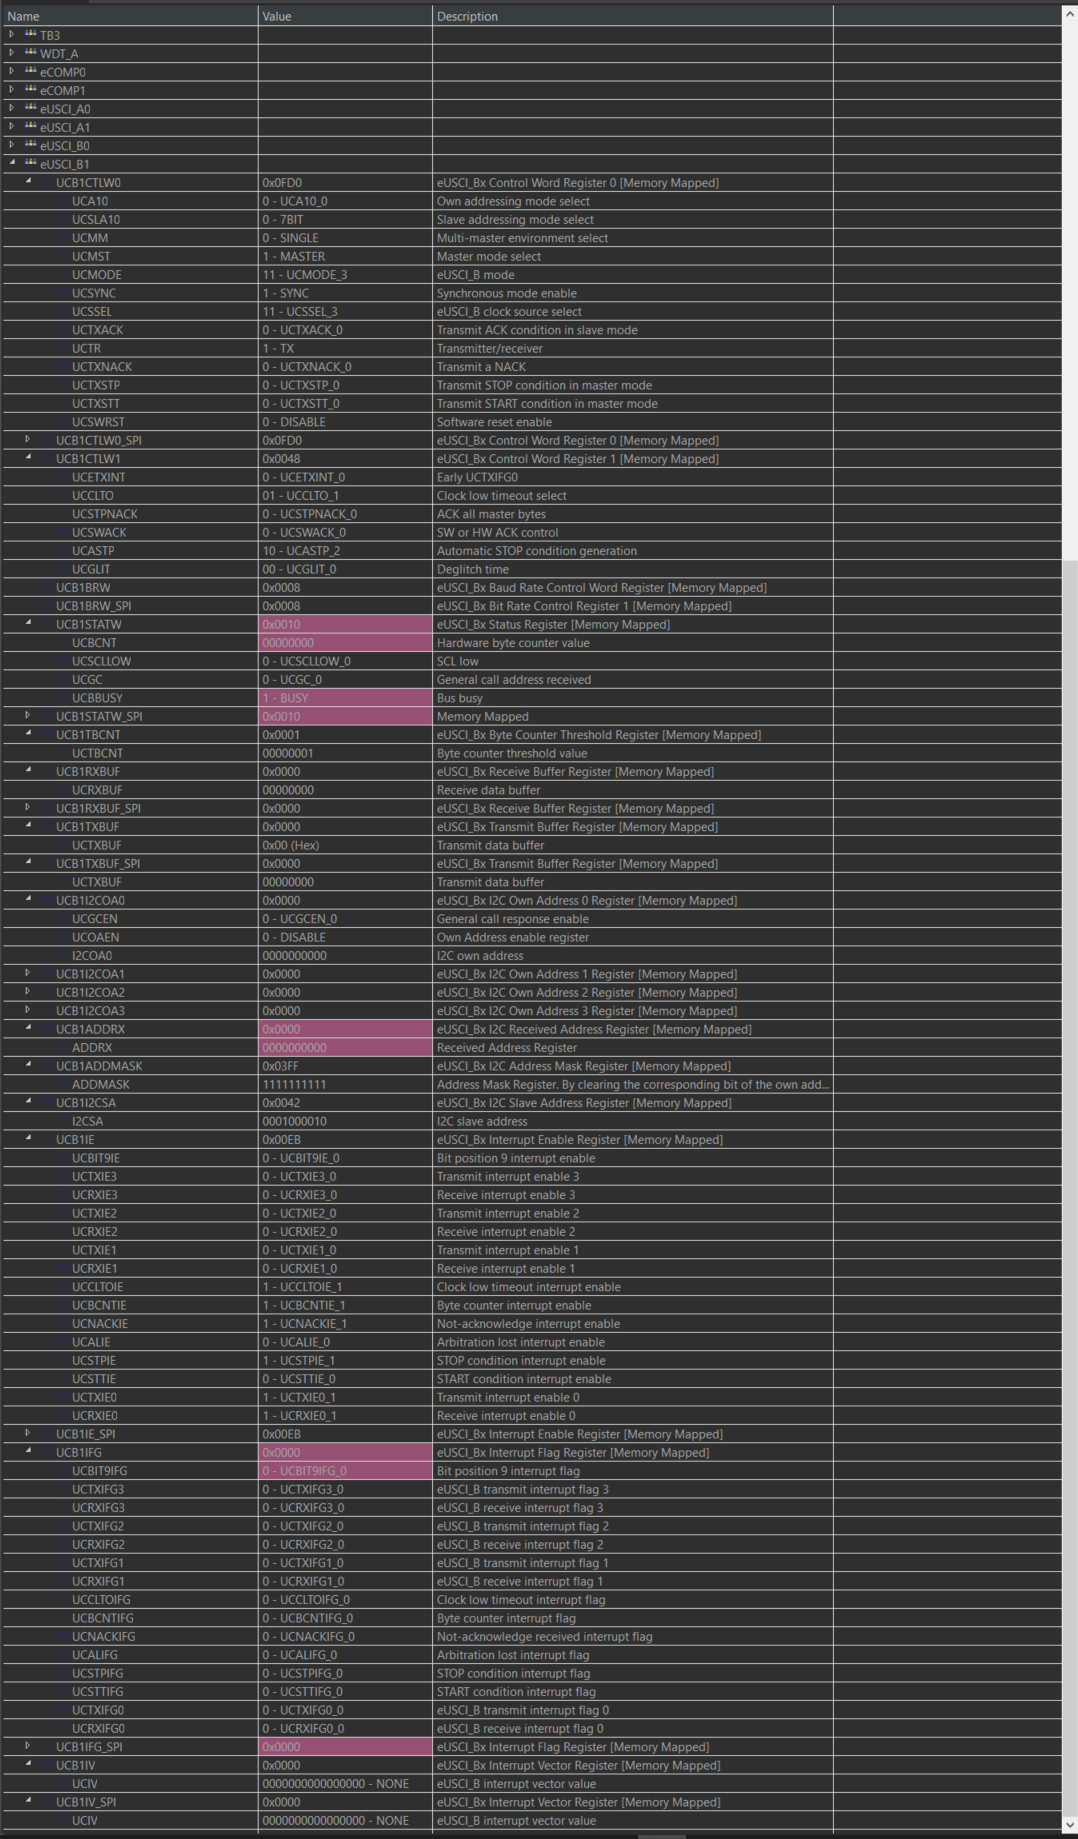 Name Value Description
TB3
WDT_A
eCOMP0
eCOMP1
eUSCI_A0
eUSCI_A1
eUSCI_B0
eUSCI_B1
UCB1CTLW0 0x0FD0 eUSCI_Bx Control Word Register 0 [Memory Mapped]
UCA10 0 - UCA10_0 Own addressing mode select
UCSLA10 0 - 7BIT Slave addressing mode select
UCMM 0 - SINGLE Multi-master environment select
UCMST 1 - MASTER Master mode select
UCMODE 11 - UCMODE_3 eUSCI_B mode
UCSYNC 1 - SYNC Synchronous mode enable
UCSSEL 11 - UCSSEL_3 eUSCI_B clock source select
UCTXACK 0 - UCTXACK_0 Transmit ACK condition in slave mode
UCTR 1 - TX Transmitter/receiver
UCTXNACK 0 - UCTXNACK_0 Transmit a NACK
UCTXSTP 0 - UCTXSTP_0 Transmit STOP condition in master mode
UCTXSTT 0 - UCTXSTT_0 Transmit START condition in master mode
UCSWRST 0 - DISABLE Software reset enable
UCB1CTLW0_SPI 0x0FD0 eUSCI_Bx Control Word Register 0 [Memory Mapped]
UCB1CTLW1 0x0048 eUSCI_Bx Control Word Register 1 [Memory Mapped]
UCETXINT 0 - UCETXINT_0 Early UCTXIFG0
UCCLTO 01 - UCCLTO_1 Clock low timeout select
UCSTPNACK 0 - UCSTPNACK_0 ACK all master bytes
UCSWACK 0 - UCSWACK_0 SW or HW ACK control
UCASTP 10 - UCASTP_2 Automatic STOP condition generation
UCGLIT 00 - UCGLIT_0 Deglitch time
UCB1BRW 0x0008 eUSCI_Bx Baud Rate Control Word Register [Memory Mapped]
UCB1BRW_SPI 0x0008 eUSCI_Bx Bit Rate Control Register 1 [Memory Mapped]
UCB1STATW 0x0010 eUSCI_Bx Status Register [Memory Mapped]
UCBCNT 00000000 Hardware byte counter value
UCSCLLOW 0 - UCSCLLOW_0 SCL low
UCGC 0 - UCGC_0 General call address received
UCBBUSY 1 - BUSY Bus busy
UCB1STATW_SPI 0x0010 Memory Mapped
UCB1TBCNT 0x0001 eUSCI_Bx Byte Counter Threshold Register [Memory Mapped]
UCTBCNT 00000001 Byte counter threshold value
UCB1RXBUF 0x0000 eUSCI_Bx Receive Buffer Register [Memory Mapped]
UCRXBUF 00000000 Receive data buffer
UCB1RXBUF_SPI 0x0000 eUSCI_Bx Receive Buffer Register [Memory Mapped]
UCB1TXBUF 0x0000 eUSCI_Bx Transmit Buffer Register [Memory Mapped]
UCTXBUF 0x00 (Hex) Transmit data buffer
UCB1TXBUF_SPI 0x0000 eUSCI_Bx Transmit Buffer Register [Memory Mapped]
UCTXBUF 00000000 Transmit data buffer
UCB1I2COA0 0x0000 eUSCI_Bx I2C Own Address 0 Register [Memory Mapped]
UCGCEN 0 - UCGCEN_0 General call response enable
UCOAEN 0 - DISABLE Own Address enable register
I2COA0 0000000000 I2C own address
UCB1I2COA1 0x0000 eUSCI_Bx I2C Own Address 1 Register [Memory Mapped]
UCB1I2COA2 0x0000 eUSCI_Bx I2C Own Address 2 Register [Memory Mapped]
UCB1I2COA3 0x0000 eUSCI_Bx I2C Own Address 3 Register [Memory Mapped]
UCB1ADDRX 0x0000 eUSCI_Bx I2C Received Address Register [Memory Mapped]
ADDRX 0000000000 Received Address Register
UCB1ADDMASK 0x03FF eUSCI_Bx I2C Address Mask Register [Memory Mapped]
ADDMASK 1111111111 Address Mask Register. By clearing the corresponding bit of the own add...
UCB1I2CSA 0x0042 eUSCI_Bx I2C Slave Address Register [Memory Mapped]
I2CSA 0001000010 I2C slave address
UCB1IE 0x00EB eUSCI_Bx Interrupt Enable Register [Memory Mapped]
UCBIT9IE 0 - UCBIT9IE_0 Bit position 9 interrupt enable
UCTXIE3 0 - UCTXIE3_0 Transmit interrupt enable 3
UCRXIE3 0 - UCRXIE3_0 Receive interrupt enable 3
UCTXIE2 0 - UCTXIE2_0 Transmit interrupt enable 2
UCRXIE2 0 - UCRXIE2_0 Receive interrupt enable 2
UCTXIE1 0 - UCTXIE1_0 Transmit interrupt enable 1
UCRXIE1 0 - UCRXIE1_0 Receive interrupt enable 1
UCCLTOIE 1 - UCCLTOIE_1 Clock low timeout interrupt enable
UCBCNTIE 1 - UCBCNTIE_1 Byte counter interrupt enable
UCNACKIE 1 - UCNACKIE_1 Not-acknowledge interrupt enable
UCALIE 0 - UCALIE_0 Arbitration lost interrupt enable
UCSTPIE 1 - UCSTPIE_1 STOP condition interrupt enable
UCSTTIE 0 - UCSTTIE_0 START condition interrupt enable
UCTXIE0 1 - UCTXIE0_1 Transmit interrupt enable 0
UCRXIE0 1 - UCRXIE0_1 Receive interrupt enable 0
UCB1IE_SPI 0x00EB eUSCI_Bx Interrupt Enable Register [Memory Mapped]
UCB1IFG 0x0000 eUSCI_Bx Interrupt Flag Register [Memory Mapped]
UCBIT9IFG 0 - UCBIT9IFG_0 Bit position 9 interrupt flag
UCTXIFG3 0 - UCTXIFG3_0 eUSCI_B transmit interrupt flag 3
UCRXIFG3 0 - UCRXIFG3_0 eUSCI_B receive interrupt flag 3
UCTXIFG2 0 - UCTXIFG2_0 eUSCI_B transmit interrupt flag 2
UCRXIFG2 0 - UCRXIFG2_0 eUSCI_B receive interrupt flag 2
UCTXIFG1 0 - UCTXIFG1_0 eUSCI_B transmit interrupt flag 1
UCRXIFG1 0 - UCRXIFG1_0 eUSCI_B receive interrupt flag 1
UCCLTOIFG 0 - UCCLTOIFG_0 Clock low timeout interrupt flag
UCBCNTIFG 0 - UCBCNTIFG_0 Byte counter interrupt flag
UCNACKIFG 0 - UCNACKIFG_0 Not-acknowledge received interrupt flag
UCALIFG 0 - UCALIFG_0 Arbitration lost interrupt flag
UCSTPIFG 0 - UCSTPIFG_0 STOP condition interrupt flag
UCSTTIFG 0 - UCSTTIFG_0 START condition interrupt flag
UCTXIFG0 0 - UCTXIFG0_0 eUSCI_B transmit interrupt flag 0
UCRXIFG0 0 - UCRXIFG0_0 eUSCI_B receive interrupt flag 0
UCB1IFG_SPI 0x0000 eUSCI_Bx Interrupt Flag Register [Memory Mapped]
UCB1IV 0x0000 eUSCI_Bx Interrupt Vector Register [Memory Mapped]
UCIV 0000000000000000 - NONE eUSCI_B interrupt vector value
UCB1IV_SPI 0x0000 eUSCI_Bx Interrupt Vector Register [Memory Mapped]
UCIV 0000000000000000 - NONE eUSCI_B interrupt vector value